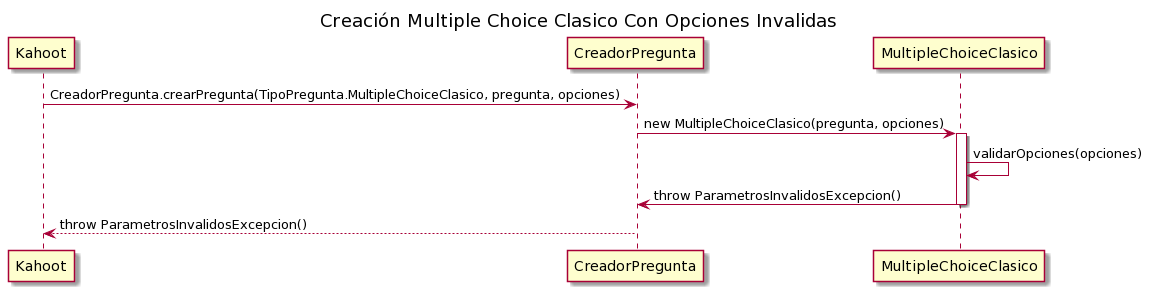 Creación Multiple Choice Clasico Con Opciones Invalidas
Kahoot
CreadorPregunta
MultipleChoiceClasico
CreadorPregunta.crearPregunta(TipoPregunta.MultipleChoiceClasico, pregunta, opciones)
new MultipleChoiceClasico(pregunta, opciones)
validarOpciones(opciones)
throw ParametrosInvalidosExcepcion()
throw ParametrosInvalidosExcepcion()
Kahoot
CreadorPregunta
MultipleChoiceClasico